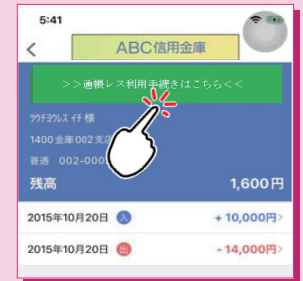 5:41
ABC信用金庫
>>通帳レス利用手続きはこちら<<
ツウチヨウレス イチ 様
1400 金庫 002 支店
普通 002-000
残高
1,600円
2015年10月20日 入 + 10,000円>
2015年10月20日 出 - 14,000円>